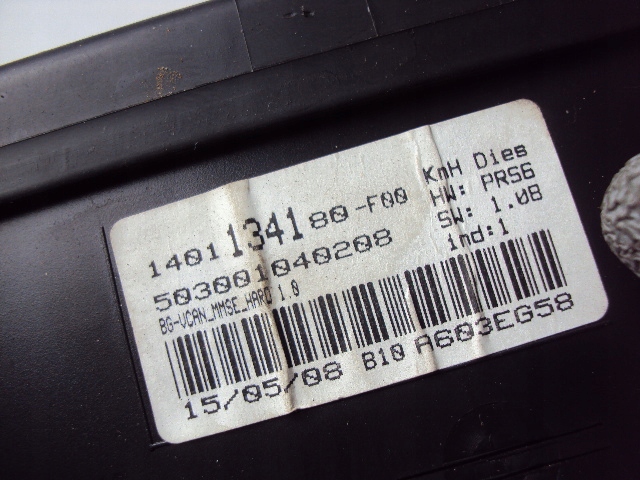 1401134180-F00
503001040208
BG-VCAN_MMSE_HARD 1.0
15/05/08 B10 A603EG58
KmH Dies
HW: PRS6
SW: 1.0B
ind:1